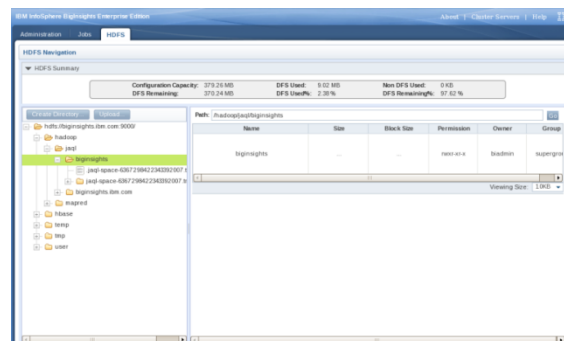 IBM InfoSphere BigInsights Enterprise Edition
About | Cluster Servers | Help
Administration Jobs HDFS
HDFS Navigation
HDFS Summary
Configuration Capacity: 379.26 MB DFS Used: 9.02 MB Non DFS Used: 0 KB
DFS Remaining: 370.24 MB DFS Used%: 2.38 % DFS Remaining%: 97.62 %
Create Directory Upload
Path: /hadoop/jaql/biginsights Go
hdfs://biginsights.ibm.com:9000/
hadoop
jaql
biginsights
biginsights.ibm.com
mapred
hbase
temp
tmp
user
Name Size Block Size Permission Owner Group
biginsights ... ... rwxr-xr-x biadmin supergrou
Viewing Size: 10KB